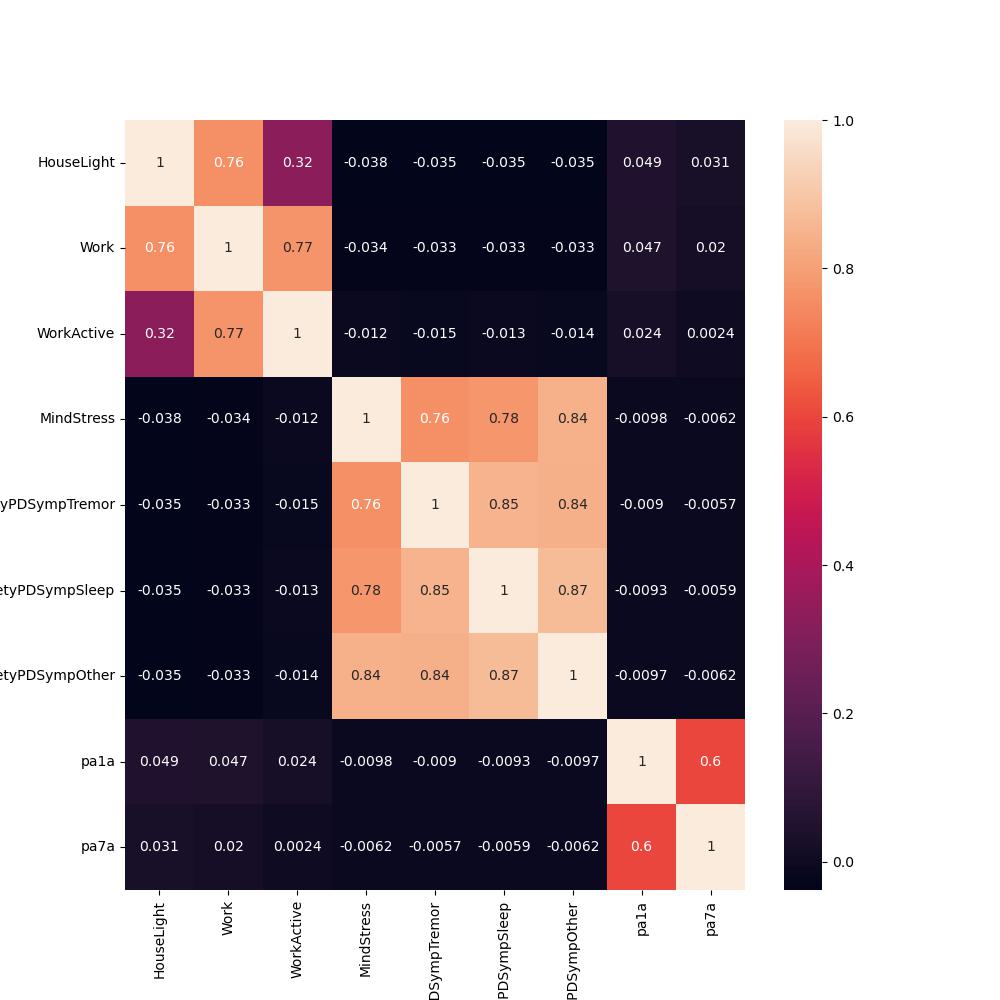 HouseLight 1 0.76 0.32 -0.038 -0.035 -0.035 -0.035 0.049 0.031
Work 0.76 1 0.77 -0.034 -0.033 -0.033 -0.033 0.047 0.02
WorkActive 0.32 0.77 1 -0.012 -0.015 -0.013 -0.014 0.024 0.0024
MindStress -0.038 -0.034 -0.012 1 0.76 0.78 0.84 -0.0098 -0.0062
yPDSympTremor -0.035 -0.033 -0.015 0.76 1 0.85 0.84 -0.009 -0.0057
etyPDSympSleep -0.035 -0.033 -0.013 0.78 0.85 1 0.87 -0.0093 -0.0059
etyPDSympOther -0.035 -0.033 -0.014 0.84 0.84 0.87 1 -0.0097 -0.0062
pa1a 0.049 0.047 0.024 -0.0098 -0.009 -0.0093 -0.0097 1 0.6
pa7a 0.031 0.02 0.0024 -0.0062 -0.0057 -0.0059 -0.0062 0.6 1
HouseLight
Work
WorkActive
MindStress
DSympTremor
PDSympSleep
PDSympOther
pa1a
pa7a
1.0
0.8
0.6
0.4
0.2
0.0